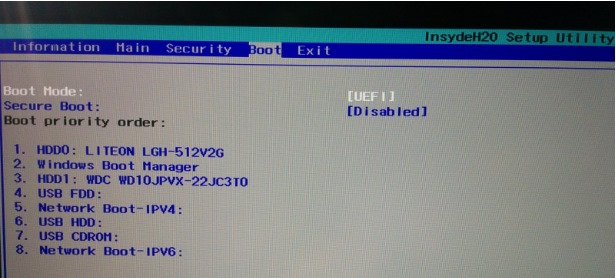 InsydeH20 Setup Utility
Information Main Security Boot Exit
Boot Mode: [UEFI]
Secure Boot: [Disabled]
Boot priority order:
1. HDD0: LITEON LGH-512V2G
2. Windows Boot Manager
3. HDD1: WDC WD10JPVX-22JC3T0
4. USB FDD:
5. Network Boot-IPV4:
6. USB HDD:
7. USB CDROM:
8. Network Boot-IPV6: